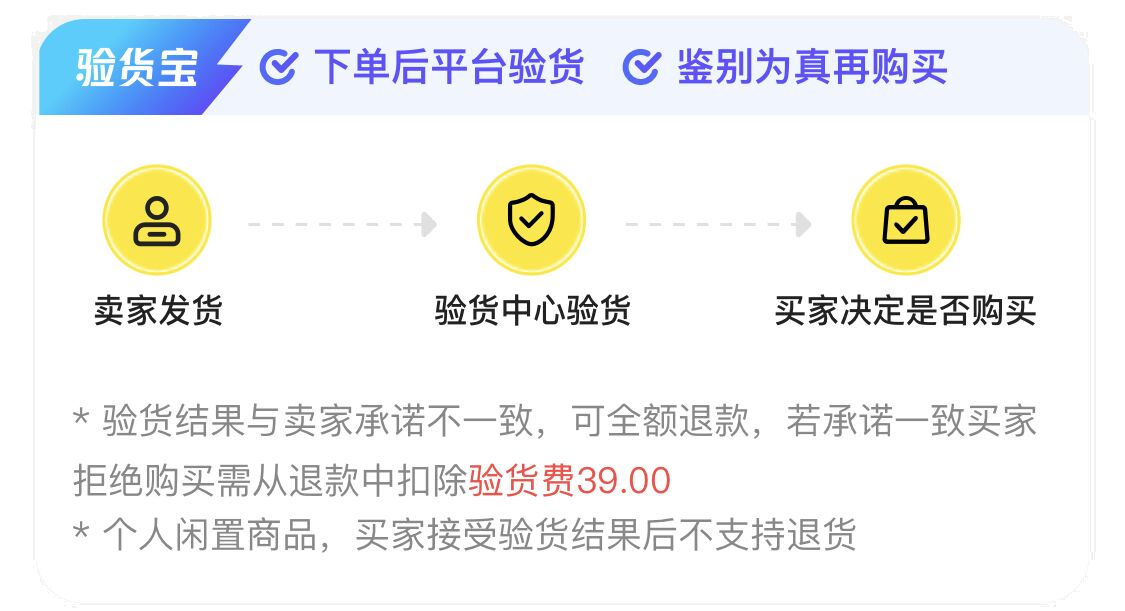 验货宝 下单后平台验货 鉴别为真再购买
卖家发货 验货中心验货 买家决定是否购买
* 验货结果与卖家承诺不一致，可全额退款，若承诺一致买家
拒绝购买需从退款中扣除验货费39.00
* 个人闲置商品，买家接受验货结果后不支持退货